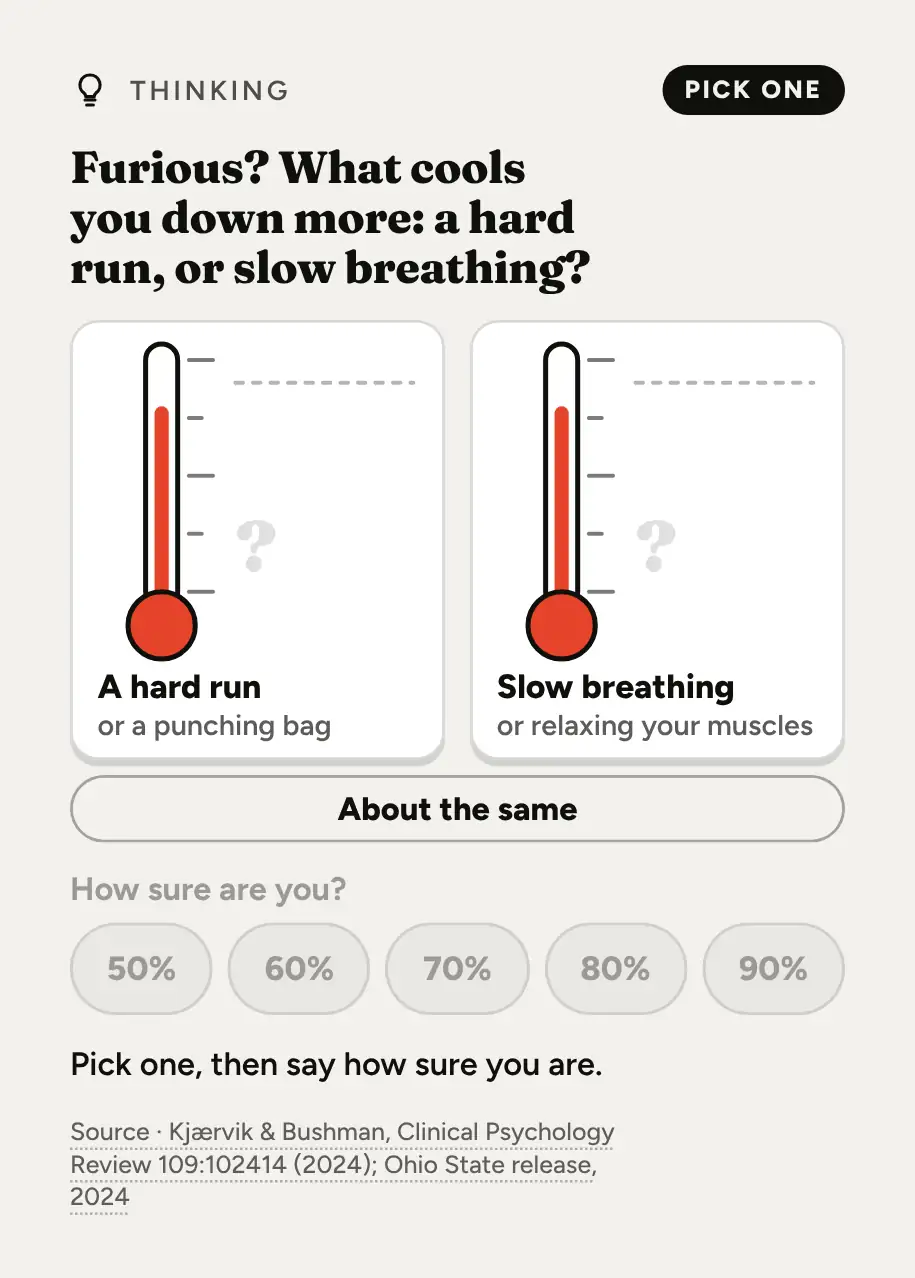 THINKING
PICK ONE
Furious? What cools
you down more: a hard
run, or slow breathing?
?
?
A hard run
or a punching bag
Slow breathing
or relaxing your muscles
About the same
How sure are you?
50%
60%
70%
80%
90%
Pick one, then say how sure you are.
Source · Kjærvik & Bushman, Clinical Psychology
Review 109:102414 (2024); Ohio State release,
2024